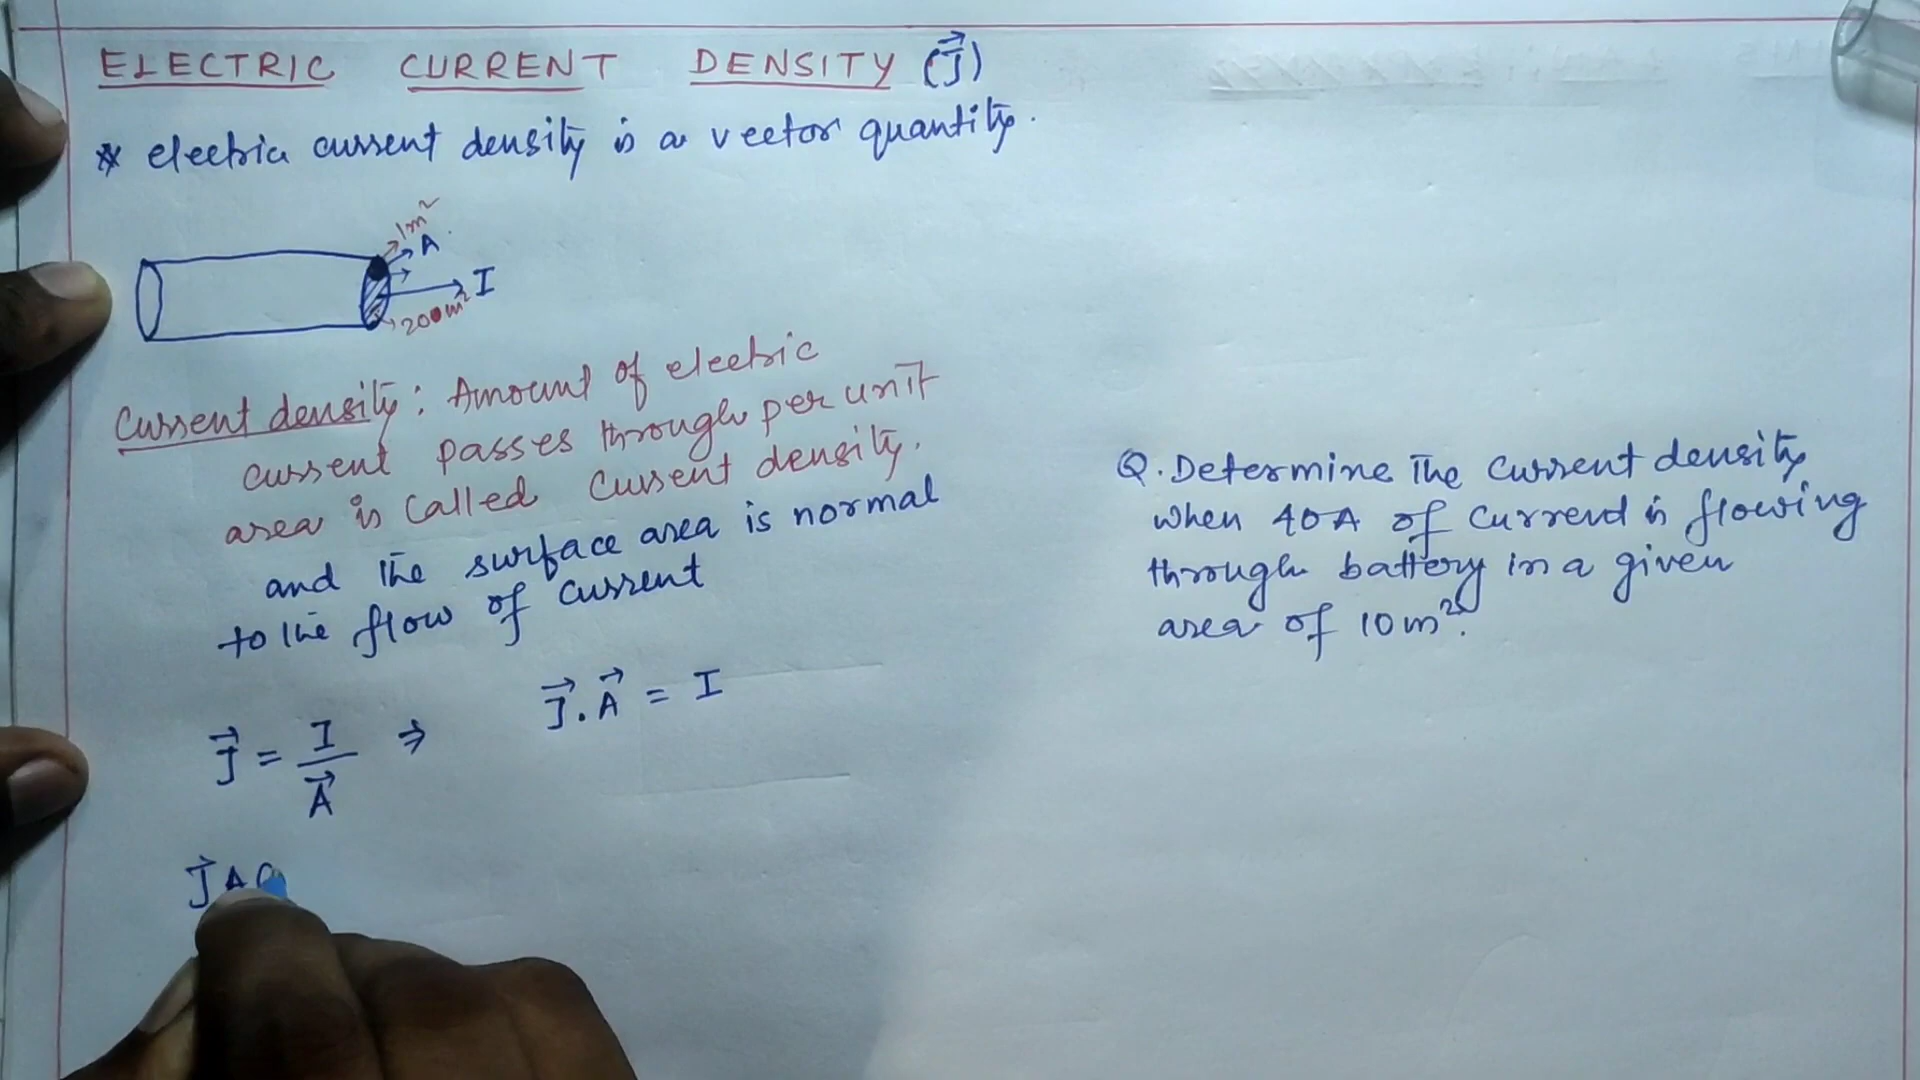 ELECTRIC CURRENT DENSITY (J⃗)
* electric current density is a vector quantity.
1m²
A
I
200m²
Current density: Amount of electric
current passes through per unit
area is called current density.
and the surface area is normal
to the flow of current
J⃗ = I / A⃗ ⇒ J⃗.A⃗ = I
J⃗ A
Q. Determine the current density
when 40A of current is flowing
through battery in a given
area of 10m².